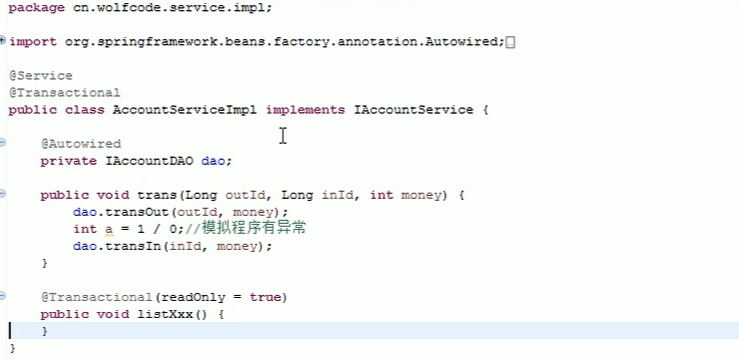 package cn.wolfcode.service.impl;
import org.springframework.beans.factory.annotation.Autowired;
@Service
@Transactional
public class AccountServiceImpl implements IAccountService {
@Autowired
private IAccountDAO dao;
public void trans(Long outId, Long inId, int money) {
dao.transOut(outId, money);
int a = 1 / 0;//模拟程序有异常
dao.transIn(inId, money);
}
@Transactional(readOnly = true)
public void listXxx() {
}
}